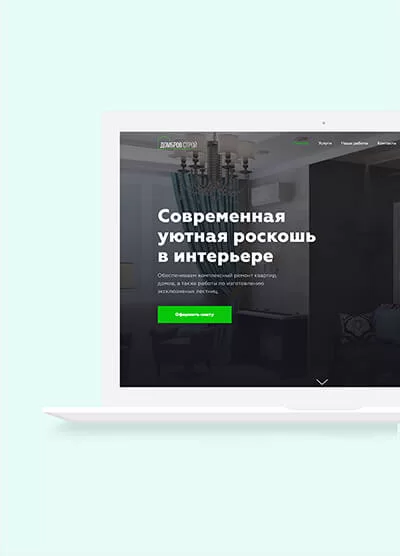 ДОМБРОВ СТРОЙ
Главная Услуги Наши работы Контакты
Современная
уютная роскошь
в интерьере
Обеспечиваем комплексный ремонт квартир,
домов, а также работы по изготовлению
эксклюзивных лестниц.
Оформить смету